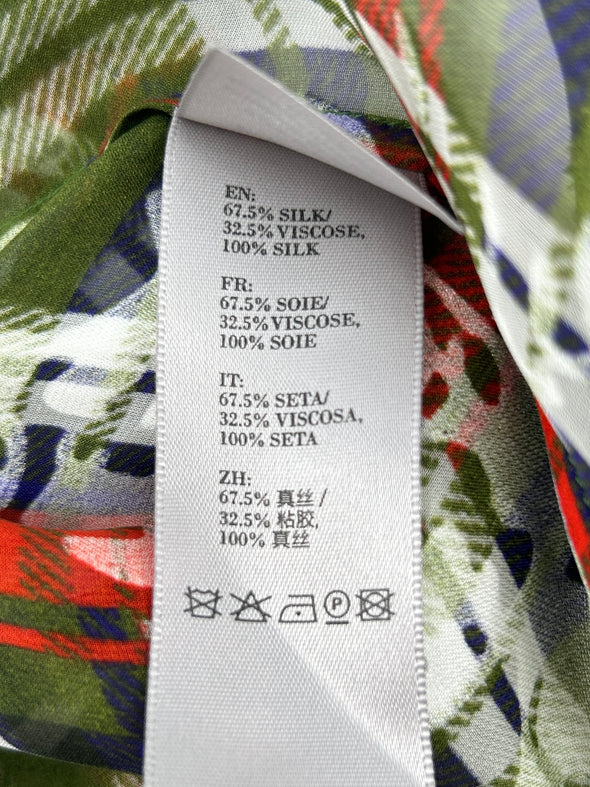 EN:
67.5% SILK/
32.5% VISCOSE,
100% SILK
FR:
67.5% SOIE/
32.5% VISCOSE,
100% SOIE
IT:
67.5% SETA/
32.5% VISCOSA,
100% SETA
ZH:
67.5% 真丝 /
32.5% 粘胶,
100% 真丝
P